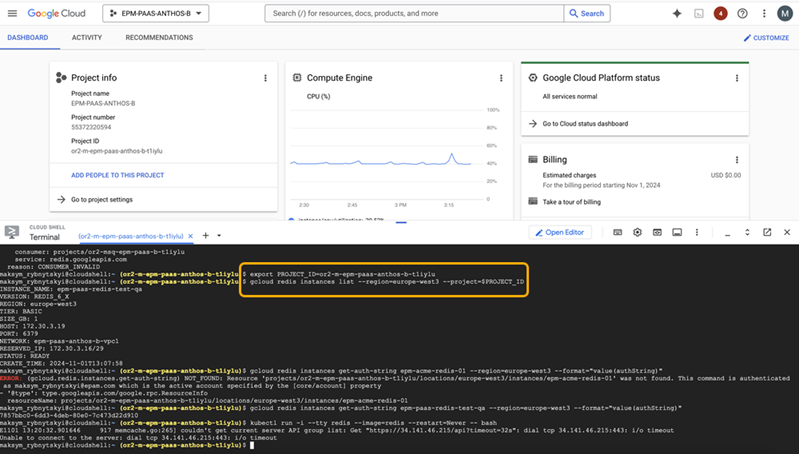 Google Cloud
EPM-PAAS-ANTHOS-B
Search (/) for resources, docs, products, and more
Search
4
M
DASHBOARD
ACTIVITY
RECOMMENDATIONS
CUSTOMIZE
Project info
Project name
EPM-PAAS-ANTHOS-B
Project number
55372320594
Project ID
or2-m-epm-paas-anthos-b-t1iylu
ADD PEOPLE TO THIS PROJECT
Go to project settings
Compute Engine
CPU (%)
100%
80%
60%
40%
20%
0
2:30
2:45
3 PM
3:15
Google Cloud Platform status
All services normal
Go to Cloud status dashboard
Billing
Estimated charges
USD $0.00
For the billing period starting Nov 1, 2024
Take a tour of billing
CLOUD SHELL
Terminal
(or2-m-epm-paas-anthos-b-t1iylu)
Open Editor
consumer: projects/or2-msq-epm-paas-anthos-b-t1iylu
service: redis.googleapis.com
reason: CONSUMER_INVALID
maksym_rybnytskyi@cloudshell:~ (or2-m-epm-paas-anthos-b-t1iylu)$ export PROJECT_ID=or2-m-epm-paas-anthos-b-t1iylu
maksym_rybnytskyi@cloudshell:~ (or2-m-epm-paas-anthos-b-t1iylu)$ gcloud redis instances list --region=europe-west3 --project=$PROJECT_ID
INSTANCE_NAME: epm-paas-redis-test-qa
VERSION: REDIS_6_X
REGION: europe-west3
TIER: BASIC
SIZE_GB: 1
HOST: 172.30.3.19
PORT: 6379
NETWORK: epm-paas-anthos-b-vpc1
RESERVED_IP: 172.30.3.16/29
STATUS: READY
CREATE_TIME: 2024-11-01T13:07:58
maksym_rybnytskyi@cloudshell:~ (or2-m-epm-paas-anthos-b-t1iylu)$ gcloud redis instances get-auth-string epm-acme-redis-01 --region=europe-west3 --format="value(authString)"
ERROR: (gcloud.redis.instances.get-auth-string) NOT_FOUND: Resource 'projects/or2-m-epm-paas-anthos-b-t1iylu/locations/europe-west3/instances/epm-acme-redis-01' was not found. This command is authenticated
as maksym_rybnytskyi@epam.com which is the active account specified by the [core/account] property
- '@type': type.googleapis.com/google.rpc.ResourceInfo
resourceName: projects/or2-m-epm-paas-anthos-b-t1iylu/locations/europe-west3/instances/epm-acme-redis-01
maksym_rybnytskyi@cloudshell:~ (or2-m-epm-paas-anthos-b-t1iylu)$ gcloud redis instances get-auth-string epm-paas-redis-test-qa --region=europe-west3 --format="value(authString)"
7857bbc0-6dd3-4deb-80e0-7c473d22d910
maksym_rybnytskyi@cloudshell:~ (or2-m-epm-paas-anthos-b-t1iylu)$ kubectl run -i --tty redis --image=redis --restart=Never -- bash
E1101 13:20:32.901646 917 memcache.go:265] couldn't get current server API group list: Get "https://34.141.46.215/api?timeout=32s": dial tcp 34.141.46.215:443: i/o timeout
Unable to connect to the server: dial tcp 34.141.46.215:443: i/o timeout
maksym_rybnytskyi@cloudshell:~ (or2-m-epm-paas-anthos-b-t1iylu)$